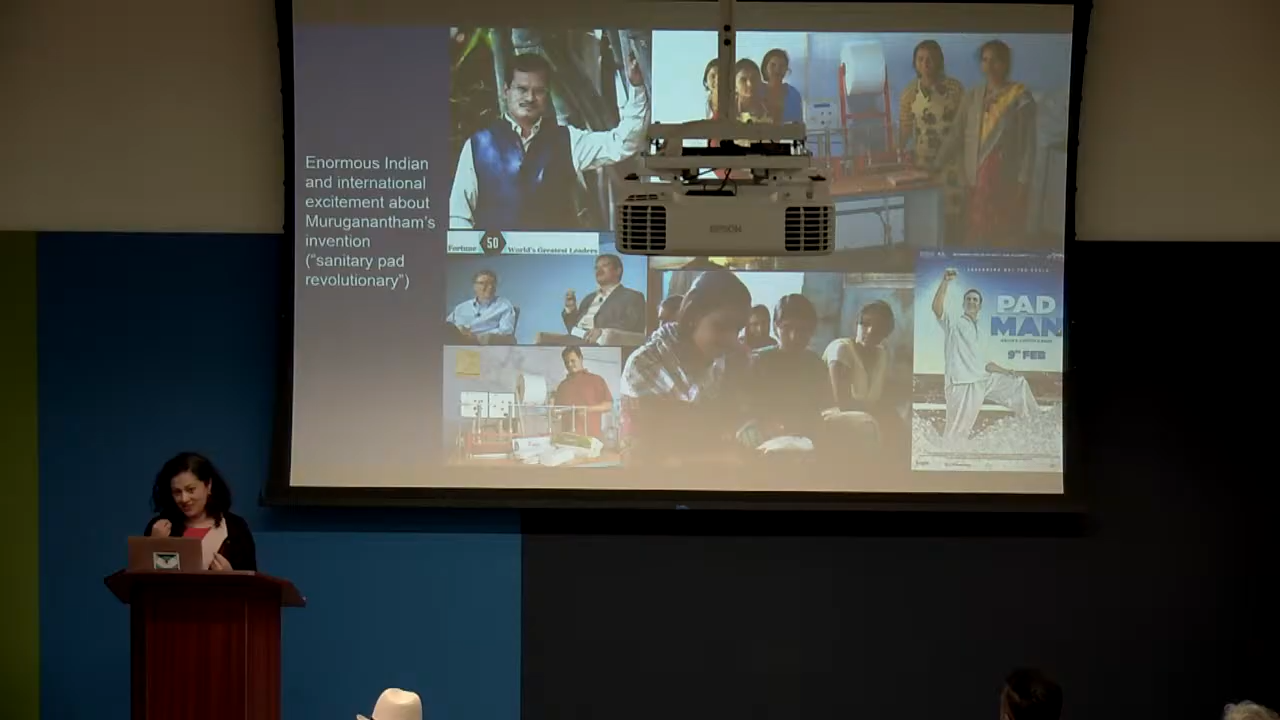 Enormous Indian
and international
excitement about
Muruganantham's
invention
("sanitary pad
revolutionary")
Fortune 50 World's Greatest Leaders
EPSON
PAD
MAN
9TH FEB